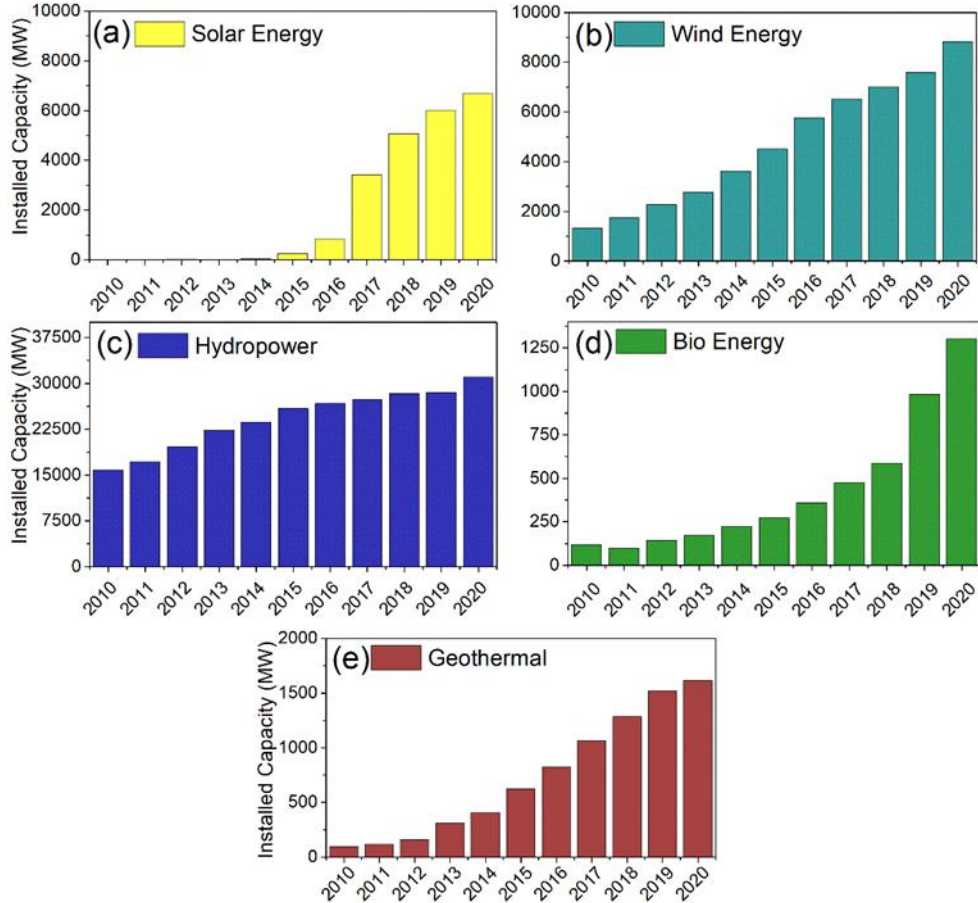 (a) Solar Energy
Installed Capacity (MW)
10000
8000
6000
4000
2000
0
2010 2011 2012 2013 2014 2015 2016 2017 2018 2019 2020
(b) Wind Energy
10000
8000
6000
4000
2000
0
2010 2011 2012 2013 2014 2015 2016 2017 2018 2019 2020
(c) Hydropower
Installed Capacity (MW)
37500
30000
22500
15000
7500
0
2010 2011 2012 2013 2014 2015 2016 2017 2018 2019 2020
(d) Bio Energy
1250
1000
750
500
250
0
2010 2011 2012 2013 2014 2015 2016 2017 2018 2019 2020
(e) Geothermal
Installed Capacity (MW)
2000
1500
1000
500
0
2010 2011 2012 2013 2014 2015 2016 2017 2018 2019 2020